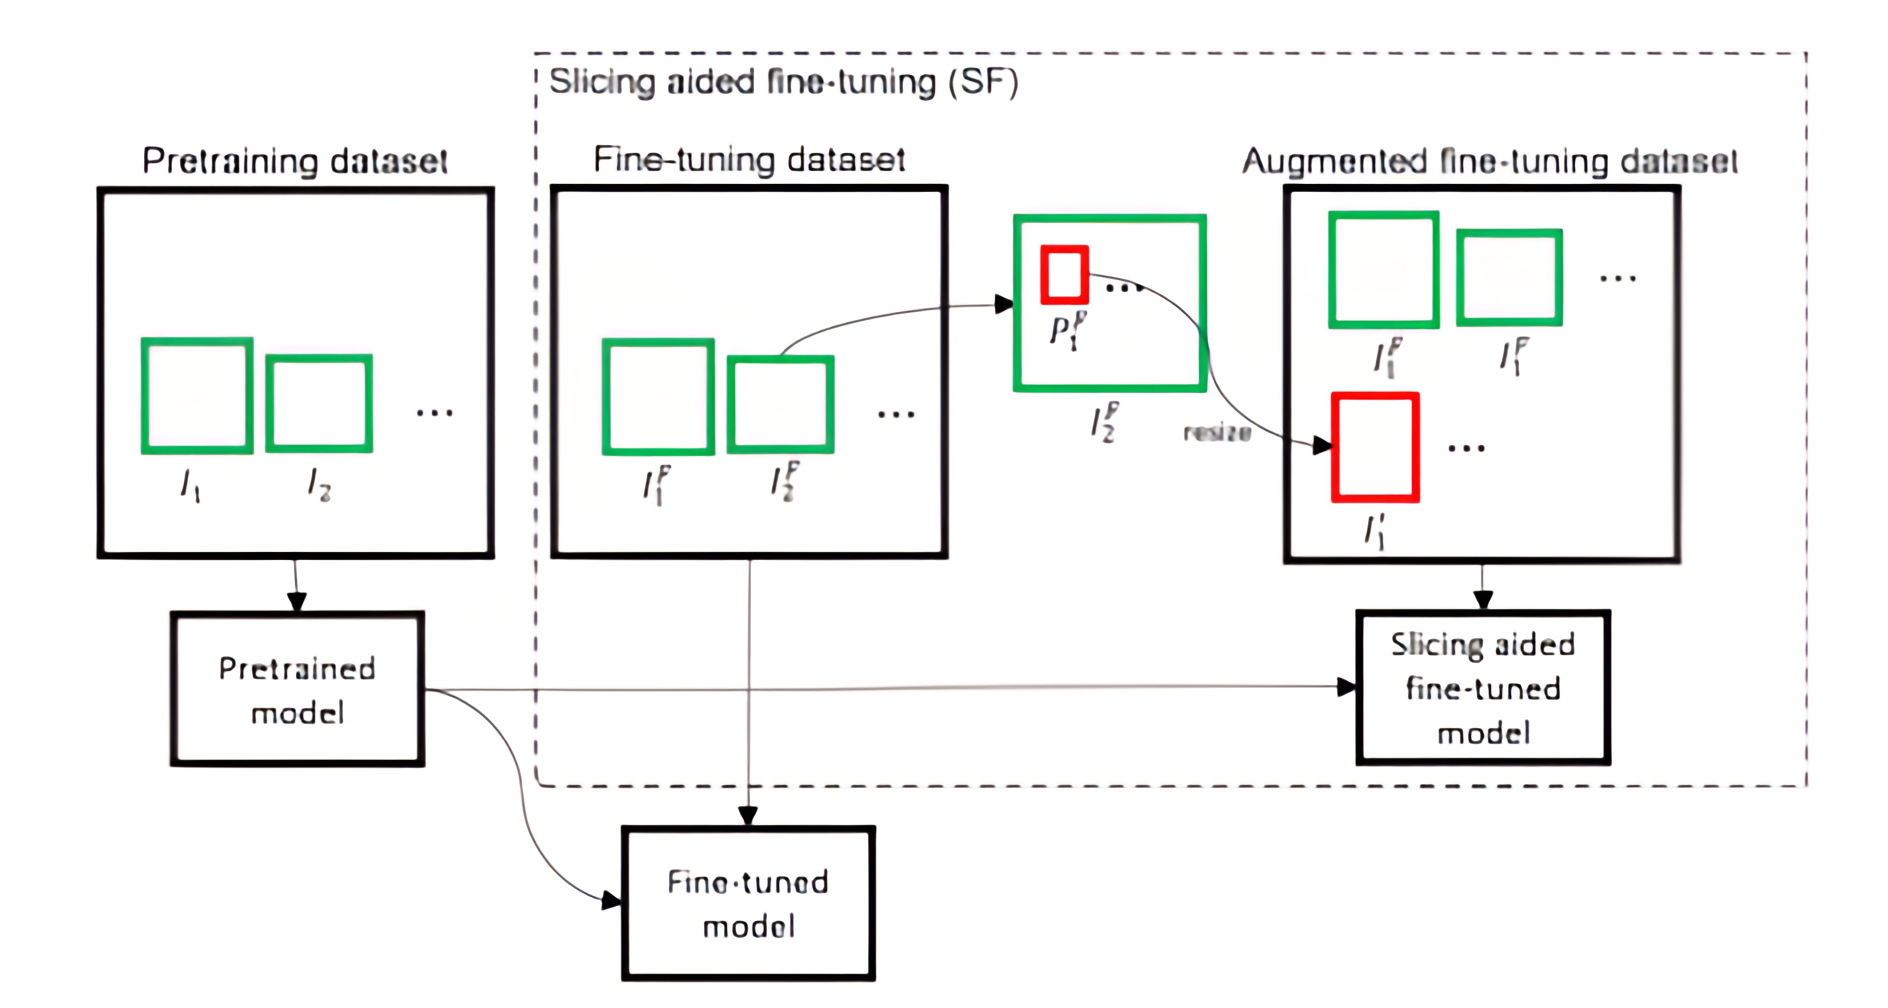 Slicing aided fine-tuning (SF)
Pretraining dataset
Fine-tuning dataset
Augmented fine-tuning dataset
I_1
I_2
...
I_1^F
I_2^F
...
P_1^F
...
I_2^F
resize
I_1^F
I_1^F
...
I_1'
...
Pretrained
model
Slicing aided
fine-tuned
model
Fine-tuned
model